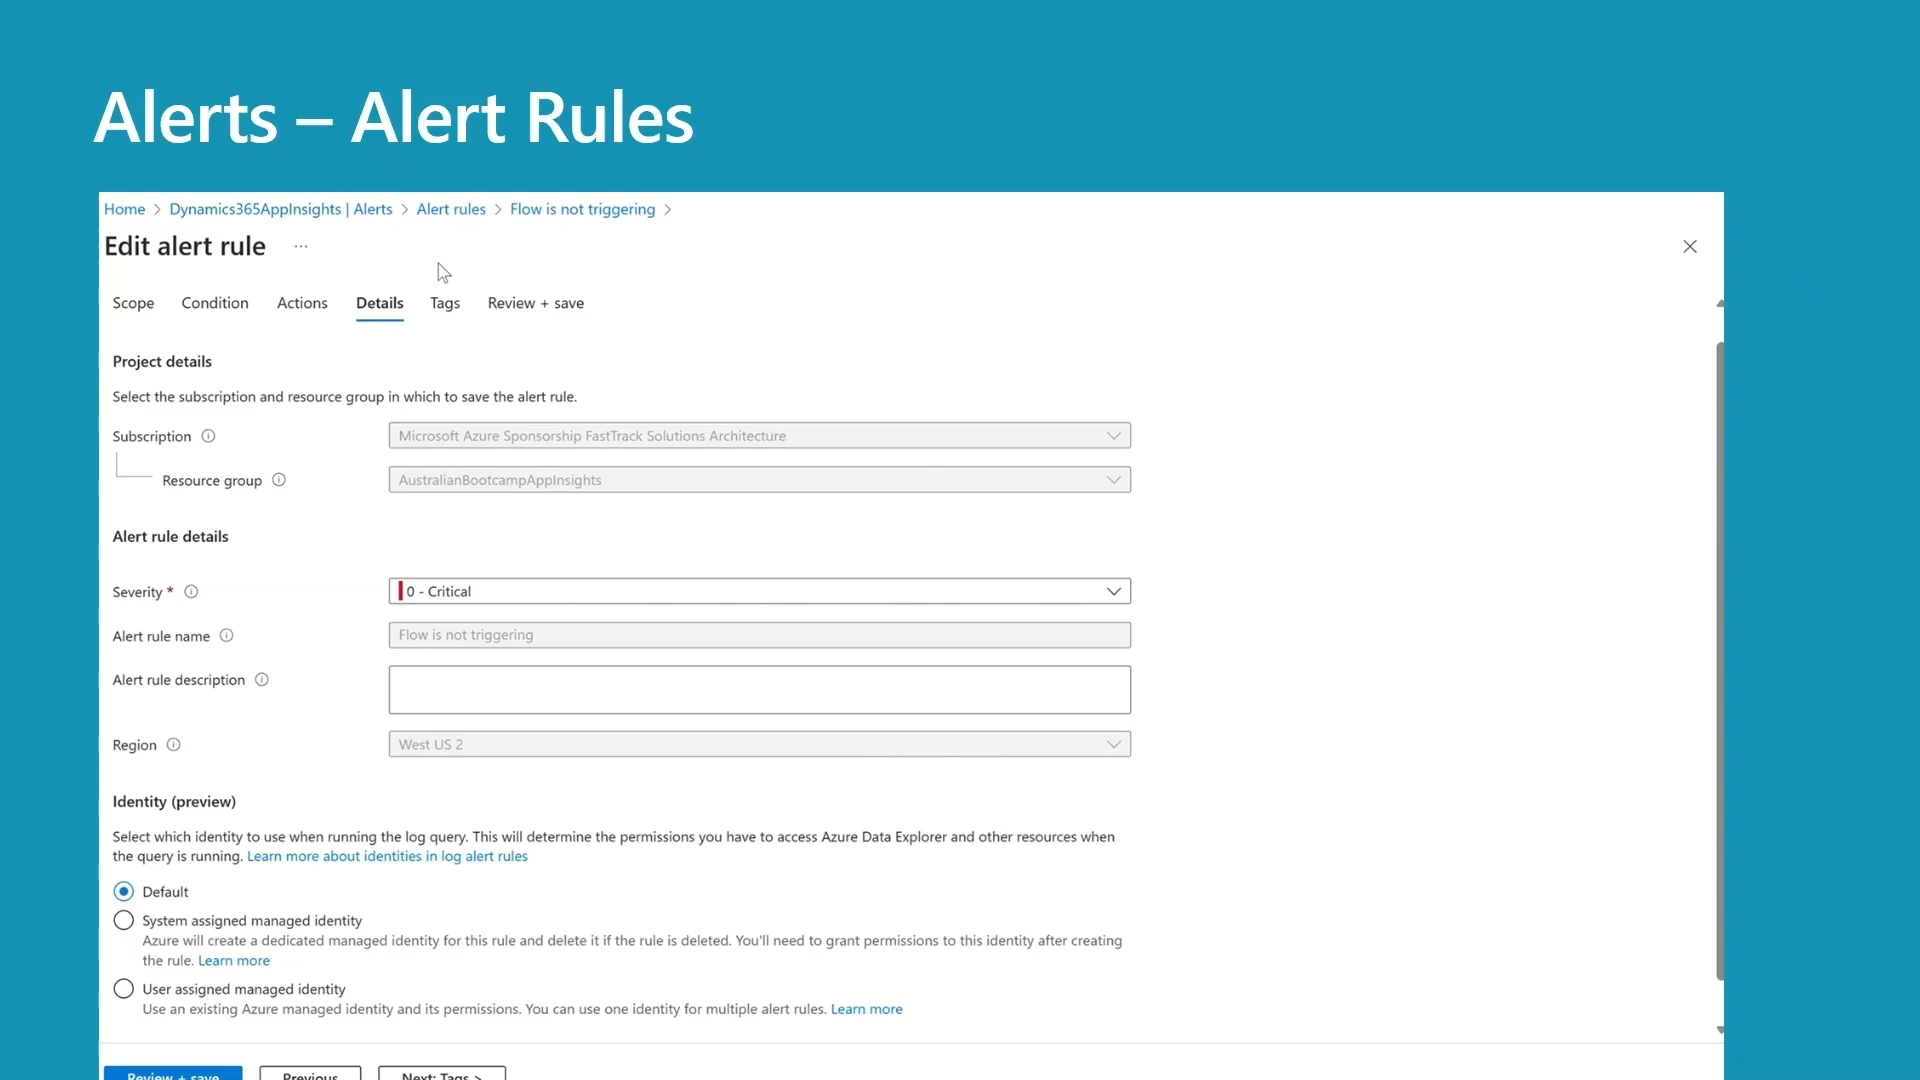 Alerts – Alert Rules
Home > Dynamics365AppInsights | Alerts > Alert rules > Flow is not triggering >
Edit alert rule ...
Scope Condition Actions Details Tags Review + save
Project details
Select the subscription and resource group in which to save the alert rule.
Subscription Microsoft Azure Sponsorship FastTrack Solutions Architecture
Resource group AustralianBootcampAppInsights
Alert rule details
Severity * 0 - Critical
Alert rule name Flow is not triggering
Alert rule description
Region West US 2
Identity (preview)
Select which identity to use when running the log query. This will determine the permissions you have to access Azure Data Explorer and other resources when
the query is running. Learn more about identities in log alert rules
Default
System assigned managed identity
Azure will create a dedicated managed identity for this rule and delete it if the rule is deleted. You'll need to grant permissions to this identity after creating
the rule. Learn more
User assigned managed identity
Use an existing Azure managed identity and its permissions. You can use one identity for multiple alert rules. Learn more
Review + save Previous Next: Tags >